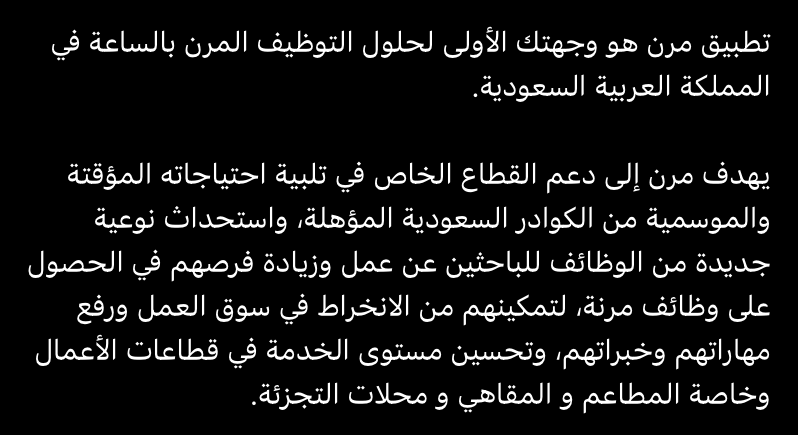 تطبيق مرن هو وجهتك الأولى لحلول التوظيف المرن بالساعة في
المملكة العربية السعودية.
يهدف مرن إلى دعم القطاع الخاص في تلبية احتياجاته المؤقتة
والموسمية من الكوادر السعودية المؤهلة، واستحداث نوعية
جديدة من الوظائف للباحثين عن عمل وزيادة فرصهم في الحصول
على وظائف مرنة، لتمكينهم من الانخراط في سوق العمل ورفع
مهاراتهم وخبراتهم، وتحسين مستوى الخدمة في قطاعات الأعمال
وخاصة المطاعم و المقاهي و محلات التجزئة.